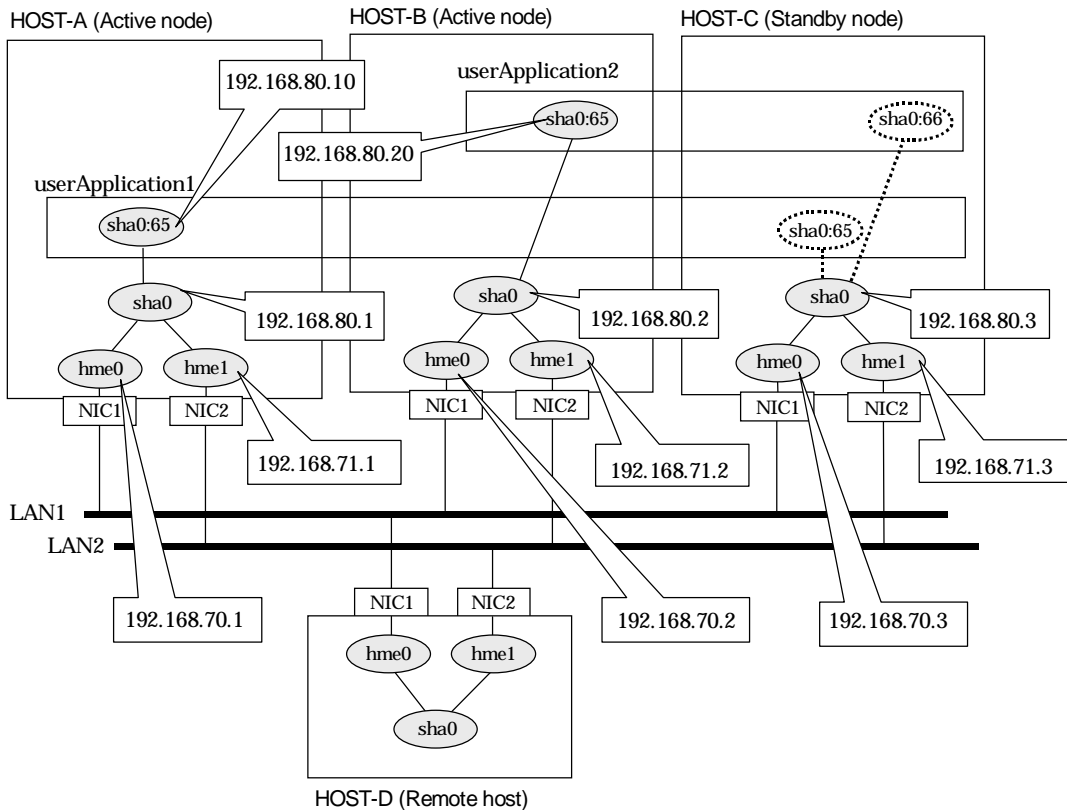 HOST-A (Active node)
HOST-B (Active node)
HOST-C (Standby node)
192.168.80.10
userApplication2
sha0:65
sha0:66
192.168.80.20
userApplication1
sha0:65
sha0:65
sha0
192.168.80.1
sha0
192.168.80.2
sha0
192.168.80.3
hme0
hme1
hme0
hme1
hme0
hme1
NIC1
NIC2
NIC1
NIC2
NIC1
NIC2
192.168.71.1
192.168.71.2
192.168.71.3
LAN1
LAN2
192.168.70.1
NIC1
NIC2
192.168.70.2
192.168.70.3
hme0
hme1
sha0
HOST-D (Remote host)